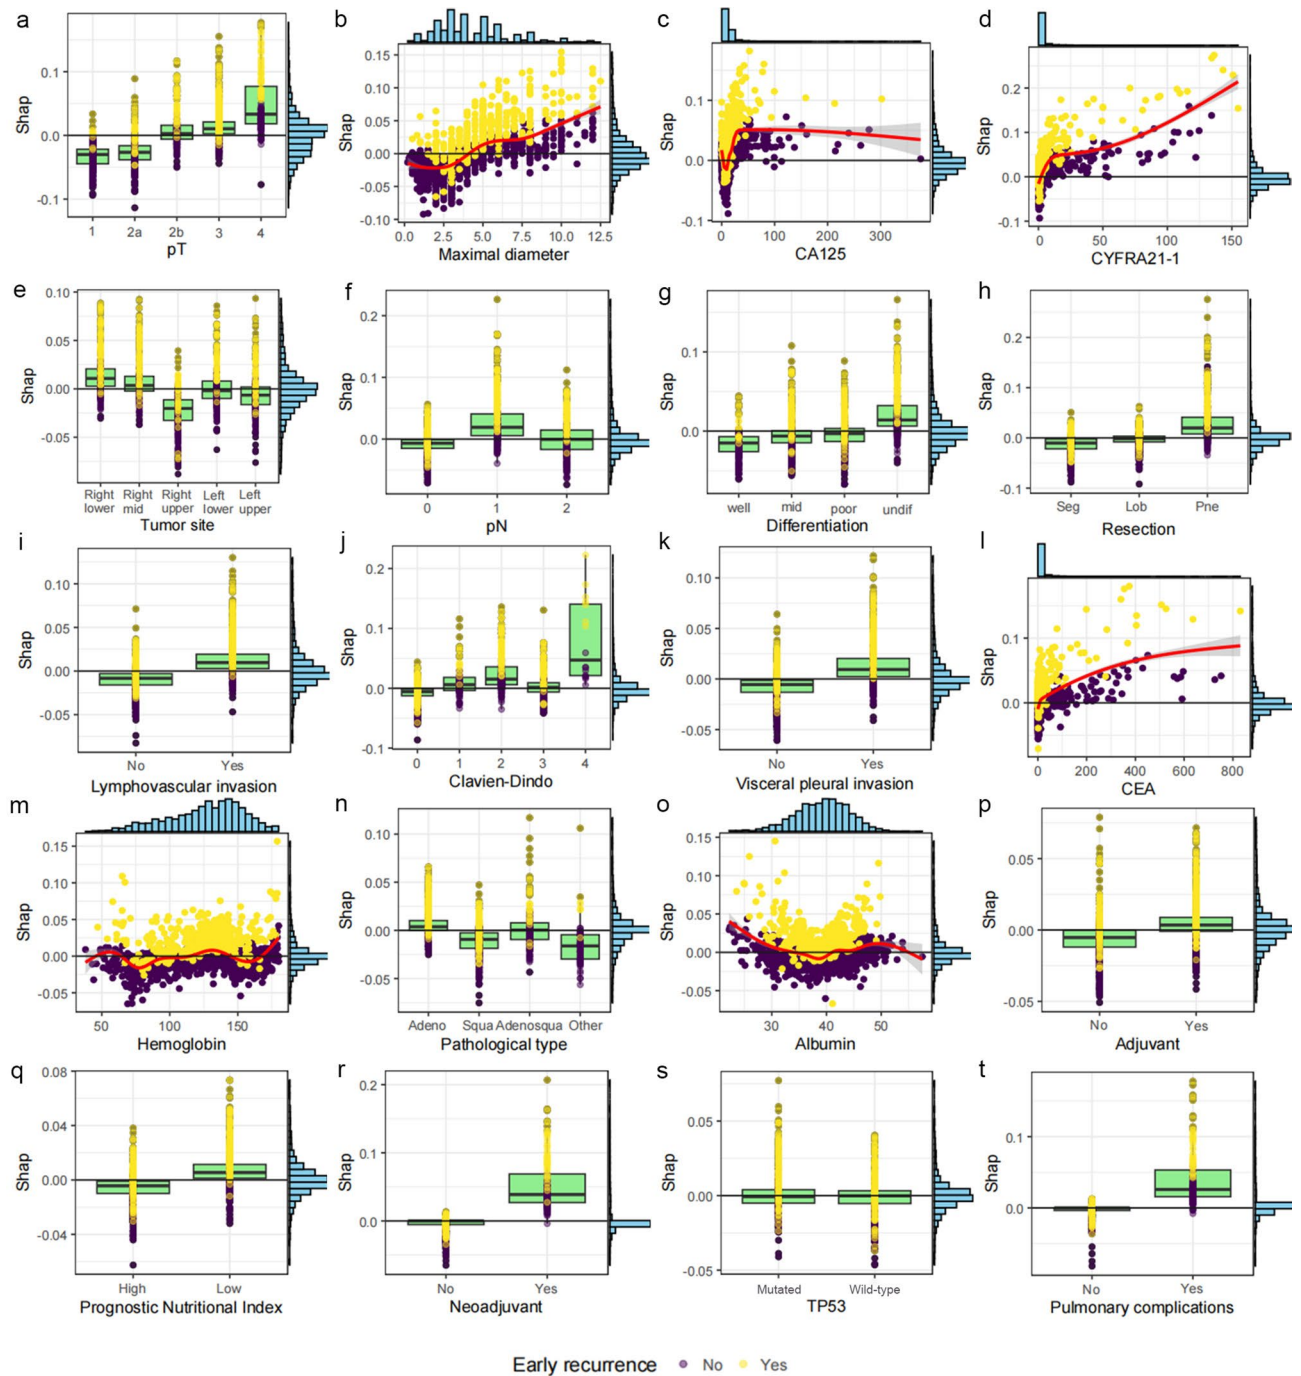 a
Shap
0.1
0.0
-0.1
1 2a 2b 3 4
pT
b
Shap
0.15
0.10
0.05
0.00
-0.05
-0.10
0.0 2.5 5.0 7.5 10.0 12.5
Maximal diameter
c
Shap
0.1
0.0
-0.1
0 100 200 300
CA125
d
Shap
0.2
0.1
0.0
-0.1
0 50 100 150
CYFRA21-1
e
Shap
0.10
0.05
0.00
-0.05
Right Right Right Left Left
lower mid upper lower upper
Tumor site
f
Shap
0.2
0.1
0.0
0 1 2
pN
g
Shap
0.1
0.0
well mid poor undif
Differentiation
h
Shap
0.2
0.1
0.0
-0.1
Seg Lob Pne
Resection
i
Shap
0.10
0.05
0.00
-0.05
No Yes
Lymphovascular invasion
j
Shap
0.2
0.1
0.0
-0.1
0 1 2 3 4
Clavien-Dindo
k
Shap
0.10
0.05
0.00
-0.05
No Yes
Visceral pleural invasion
l
Shap
0.1
0.0
0 200 400 600 800
CEA
m
Shap
0.15
0.10
0.05
0.00
-0.05
50 100 150
Hemoglobin
n
Shap
0.10
0.05
0.00
-0.05
Adeno Squa Adenosqua Other
Pathological type
o
Shap
0.15
0.10
0.05
0.00
-0.05
30 40 50
Albumin
p
Shap
0.05
0.00
-0.05
No Yes
Adjuvant
q
Shap
0.08
0.04
0.00
-0.04
High Low
Prognostic Nutritional Index
r
Shap
0.2
0.1
0.0
No Yes
Neoadjuvant
s
Shap
0.05
0.00
-0.05
Mutated Wild-type
TP53
t
Shap
0.1
0.0
No Yes
Pulmonary complications
Early recurrence No Yes